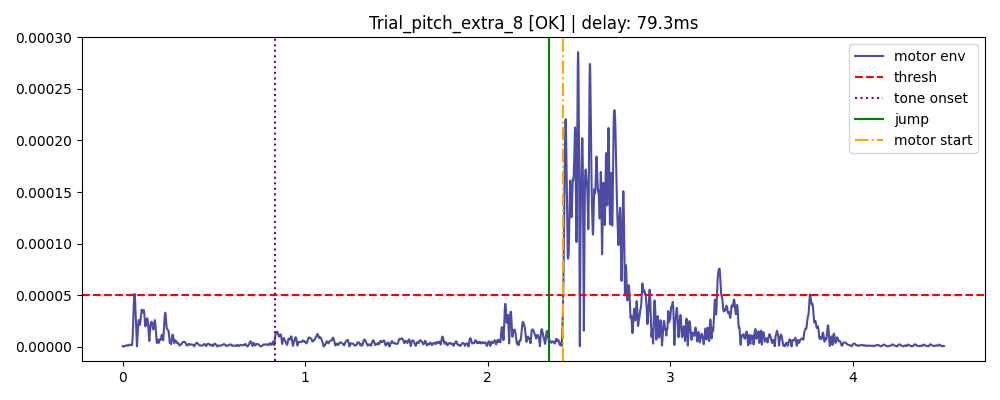 Trial_pitch_extra_8 [OK] | delay: 79.3ms
0.00030
0.00025
0.00020
0.00015
0.00010
0.00005
0.00000
0
1
2
3
4
motor env
thresh
tone onset
jump
motor start